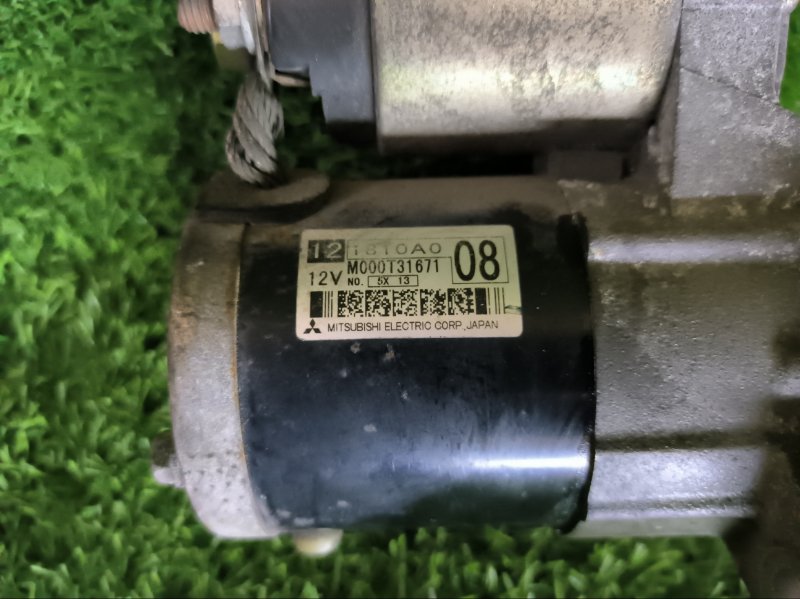 12 1810A0 08
12V M000T31671
NO. 5X 13
MITSUBISHI ELECTRIC CORP., JAPAN